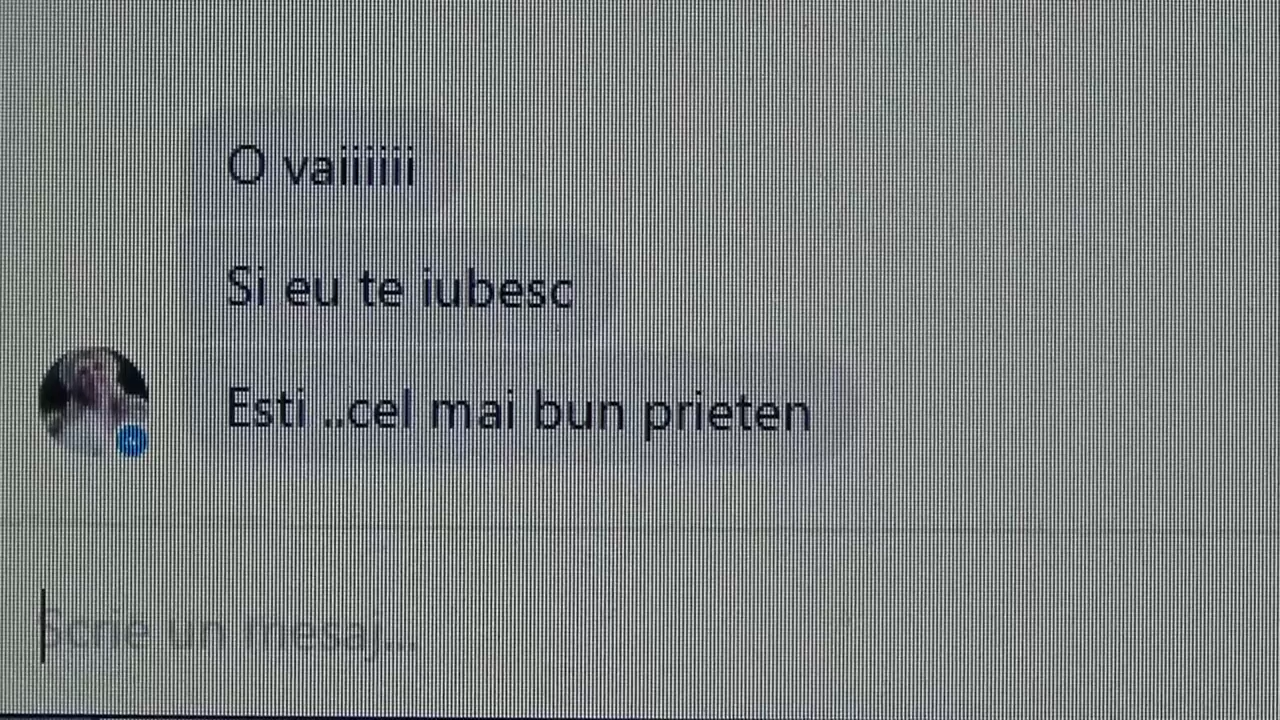 O vaiiiiii
Si eu te iubesc
Esti ..cel mai bun prieten
Scrie un mesaj...